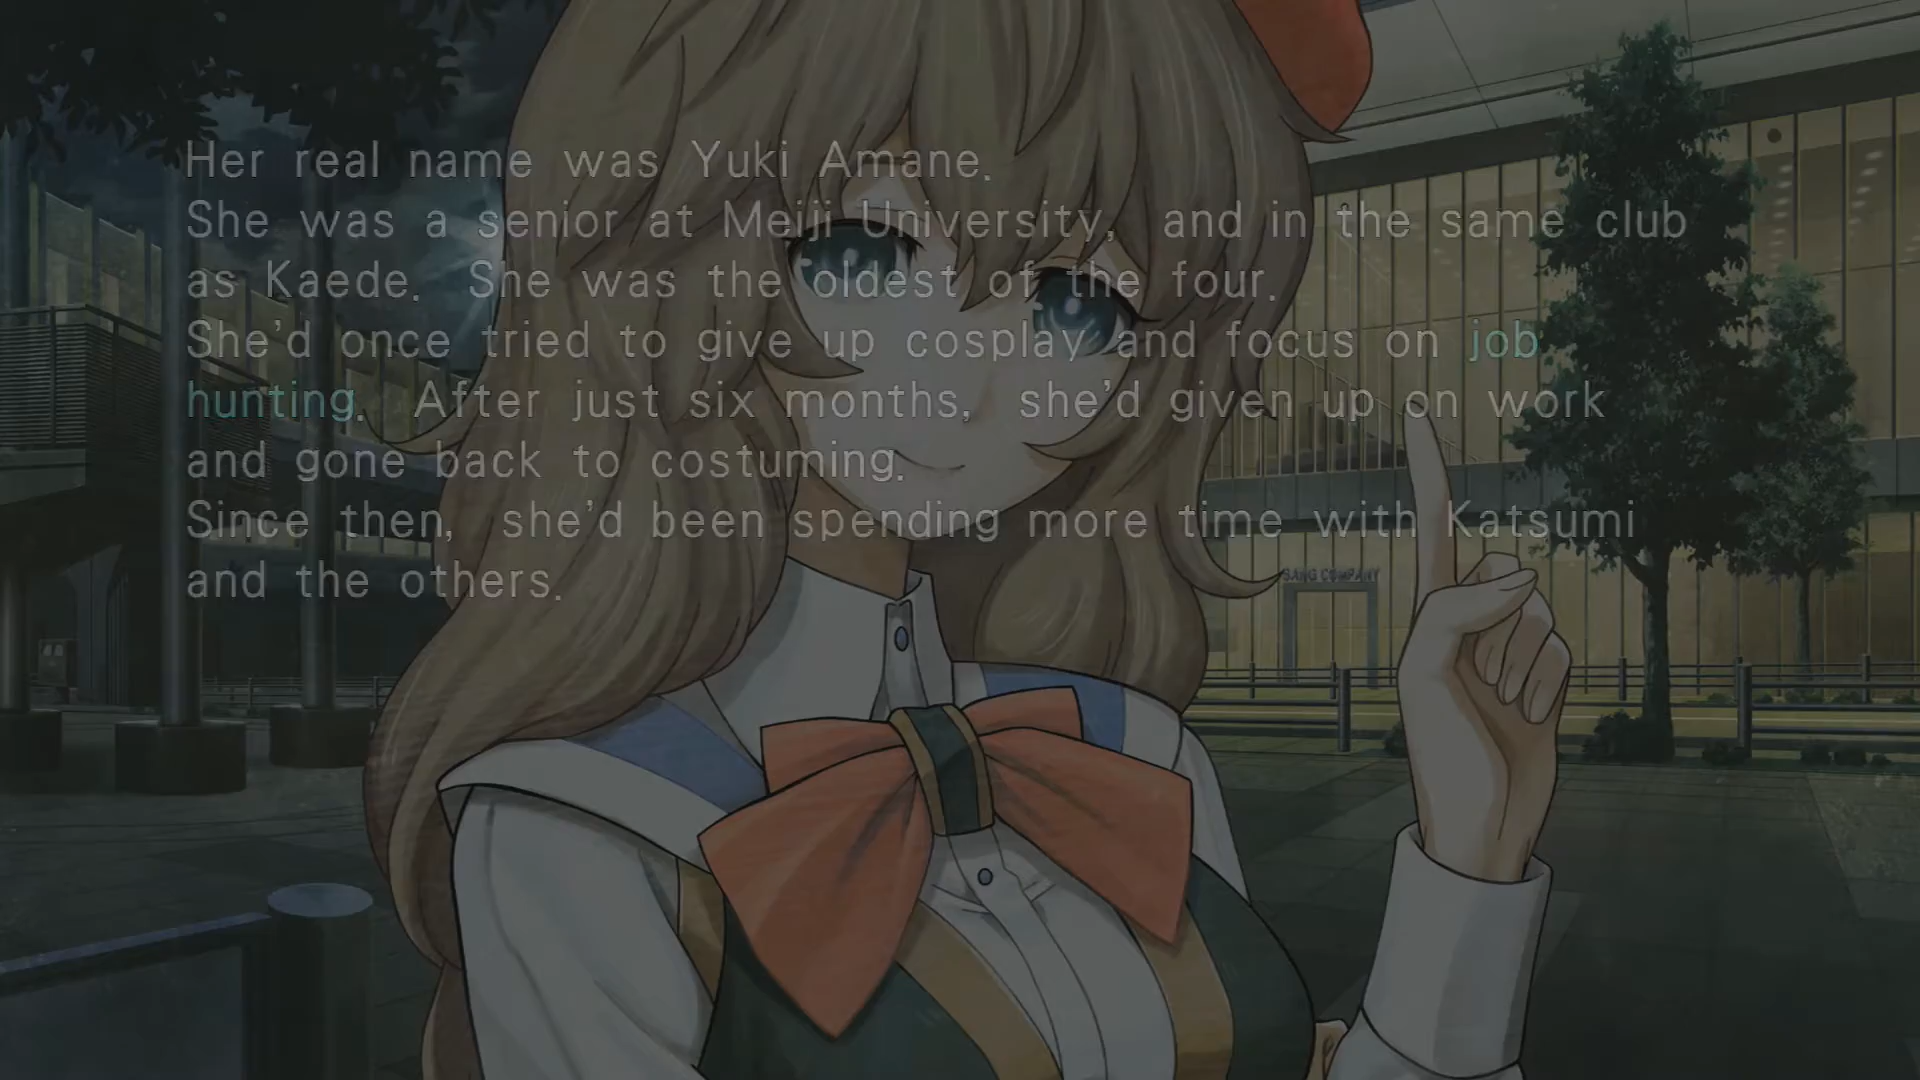 Her real name was Yuki Amane.
She was a senior at Meiji University, and in the same club
as Kaede. She was the oldest of the four.
She'd once tried to give up cosplay and focus on job
hunting. After just six months, she'd given up on work
and gone back to costuming.
Since then, she'd been spending more time with Katsumi
and the others.
SANG COMPANY